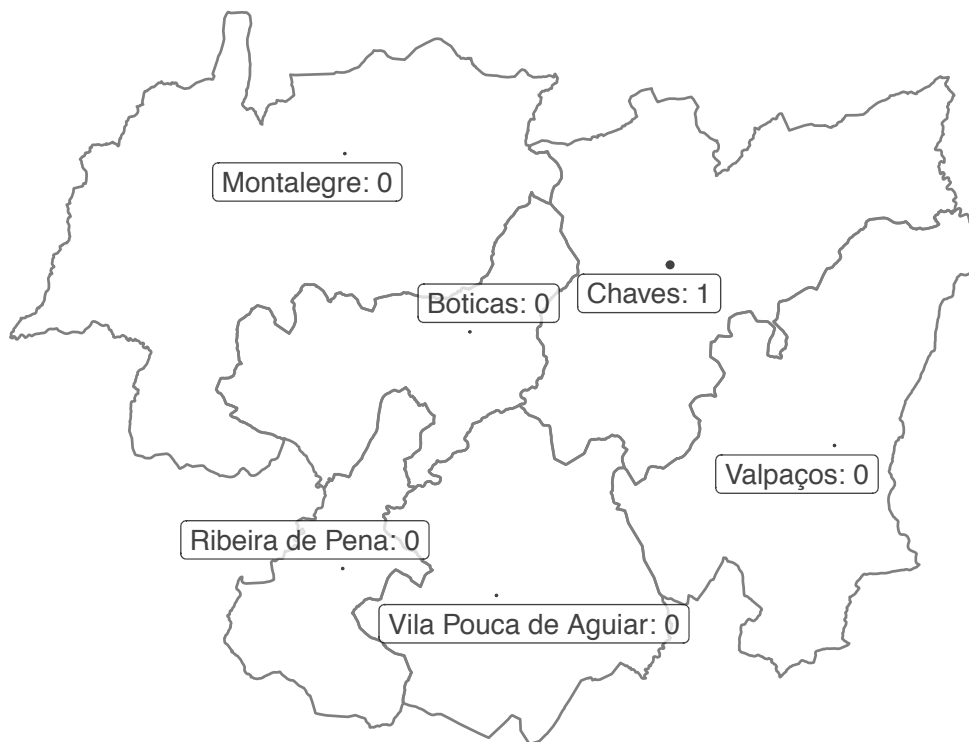 Montalegre: 0
Boticas: 0
Chaves: 1
Valpaços: 0
Ribeira de Pena: 0
Vila Pouca de Aguiar: 0